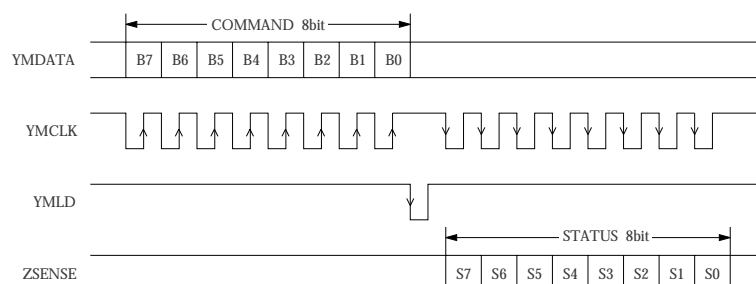 COMMAND 8bit
YMDATA B7 B6 B5 B4 B3 B2 B1 B0
YMCLK
YMLD
STATUS 8bit
ZSENSE S7 S6 S5 S4 S3 S2 S1 S0